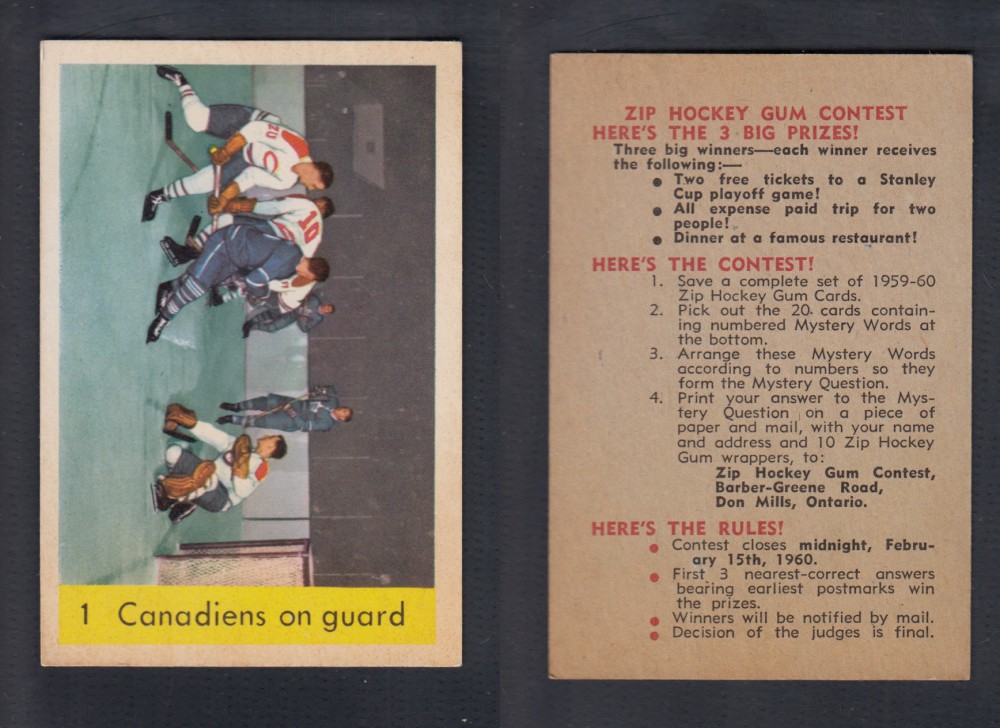 1 Canadiens on guard
10
ZIP HOCKEY GUM CONTEST
HERE'S THE 3 BIG PRIZES!
Three big winners—each winner receives
the following:—
• Two free tickets to a Stanley
Cup playoff game!
• All expense paid trip for two
people!
• Dinner at a famous restaurant!
HERE'S THE CONTEST!
1. Save a complete set of 1959-60
Zip Hockey Gum Cards.
2. Pick out the 20 cards contain-
ing numbered Mystery Words at
the bottom.
3. Arrange these Mystery Words
according to numbers so they
form the Mystery Question.
4. Print your answer to the Mys-
tery Question on a piece of
paper and mail, with your name
and address and 10 Zip Hockey
Gum wrappers, to:
Zip Hockey Gum Contest,
Barber-Greene Road,
Don Mills, Ontario.
HERE'S THE RULES!
• Contest closes midnight, Febru-
ary 15th, 1960.
• First 3 nearest-correct answers
bearing earliest postmarks win
the prizes.
• Winners will be notified by mail.
• Decision of the judges is final.